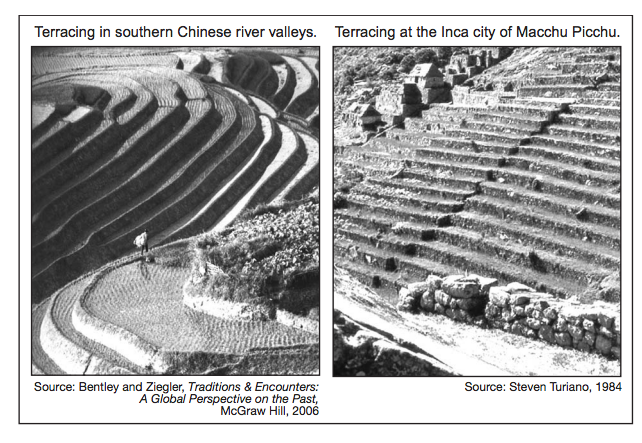 Terracing in southern Chinese river valleys.
Terracing at the Inca city of Macchu Picchu.
Source: Bentley and Ziegler, Traditions & Encounters:
A Global Perspective on the Past,
McGraw Hill, 2006
Source: Steven Turiano, 1984